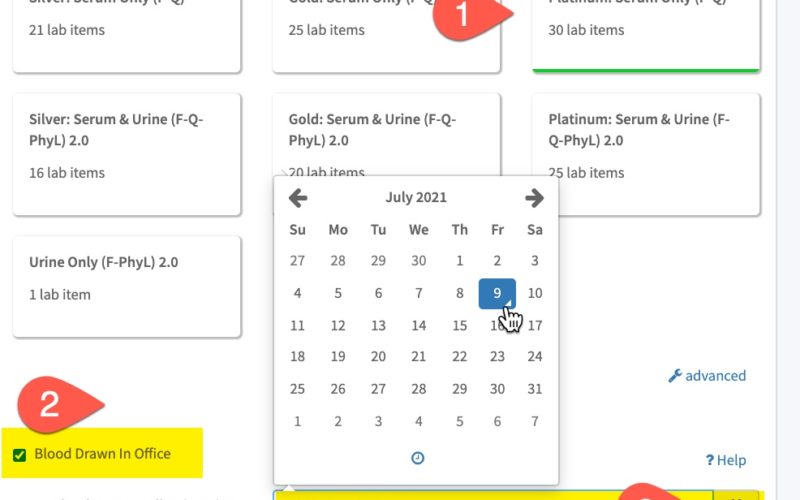 Silver: Serum Only (F-Q)
21 lab items
Gold: Serum Only (F-Q)
25 lab items
1
Platinum: Serum Only (F-Q)
30 lab items
Silver: Serum & Urine (F-Q-
PhyL) 2.0
16 lab items
Gold: Serum & Urine (F-Q-
PhyL) 2.0
20 lab items
Platinum: Serum & Urine (F-
Q-PhyL) 2.0
25 lab items
Urine Only (F-PhyL) 2.0
1 lab item
July 2021
Su Mo Tu We Th Fr Sa
27 28 29 30 1 2 3
4 5 6 7 8 9 10
11 12 13 14 15 16 17
18 19 20 21 22 23 24
25 26 27 28 29 30 31
1 2 3 4 5 6 7
advanced
2
Blood Drawn In Office
? Help